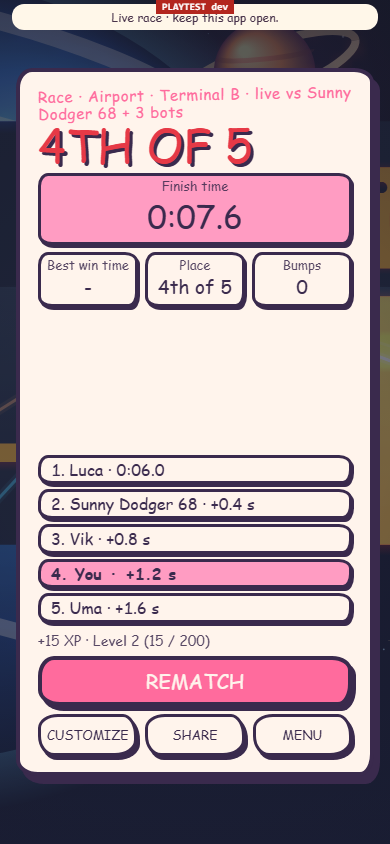 PLAYTEST dev
Live race · keep this app open.
Race · Airport · Terminal B · live vs Sunny
Dodger 68 + 3 bots
4TH OF 5
Finish time
0:07.6
Best win time
-
Place
4th of 5
Bumps
0
1. Luca · 0:06.0
2. Sunny Dodger 68 · +0.4 s
3. Vik · +0.8 s
4. You · +1.2 s
5. Uma · +1.6 s
+15 XP · Level 2 (15 / 200)
REMATCH
CUSTOMIZE
SHARE
MENU